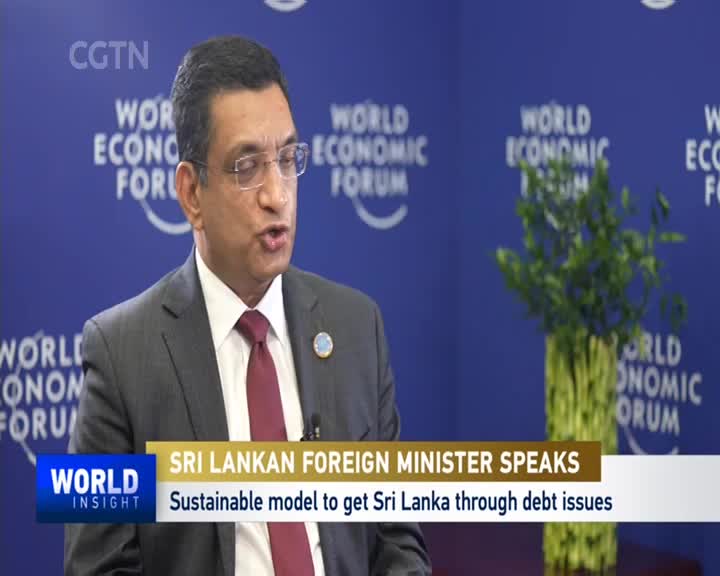 CGTN
WORLD
ECONOMIC
FORUM
WORLD
ECONOMIC
FORUM
WORLD
ECONOMIC
FORUM
WORLD
ECONOMIC
FORUM
SRI LANKAN FOREIGN MINISTER SPEAKS
WORLD
INSIGHT
Sustainable model to get Sri Lanka through debt issues